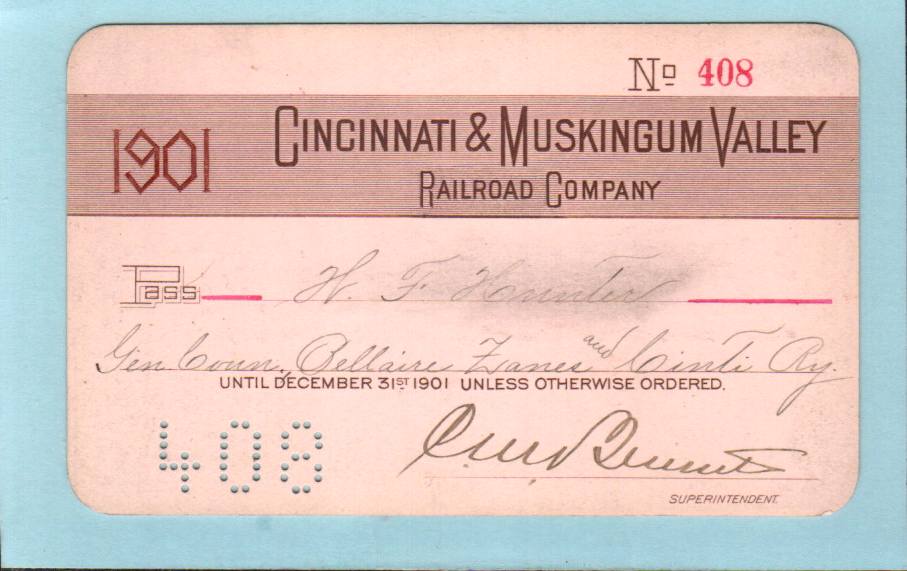 Nº 408
1901
CINCINNATI & MUSKINGUM VALLEY
RAILROAD COMPANY
Pass W. F. Hunter
Gen Coun., Bellaire Zanes and Cinti Ry.
UNTIL DECEMBER 31ST 1901 UNLESS OTHERWISE ORDERED.
408
SUPERINTENDENT.